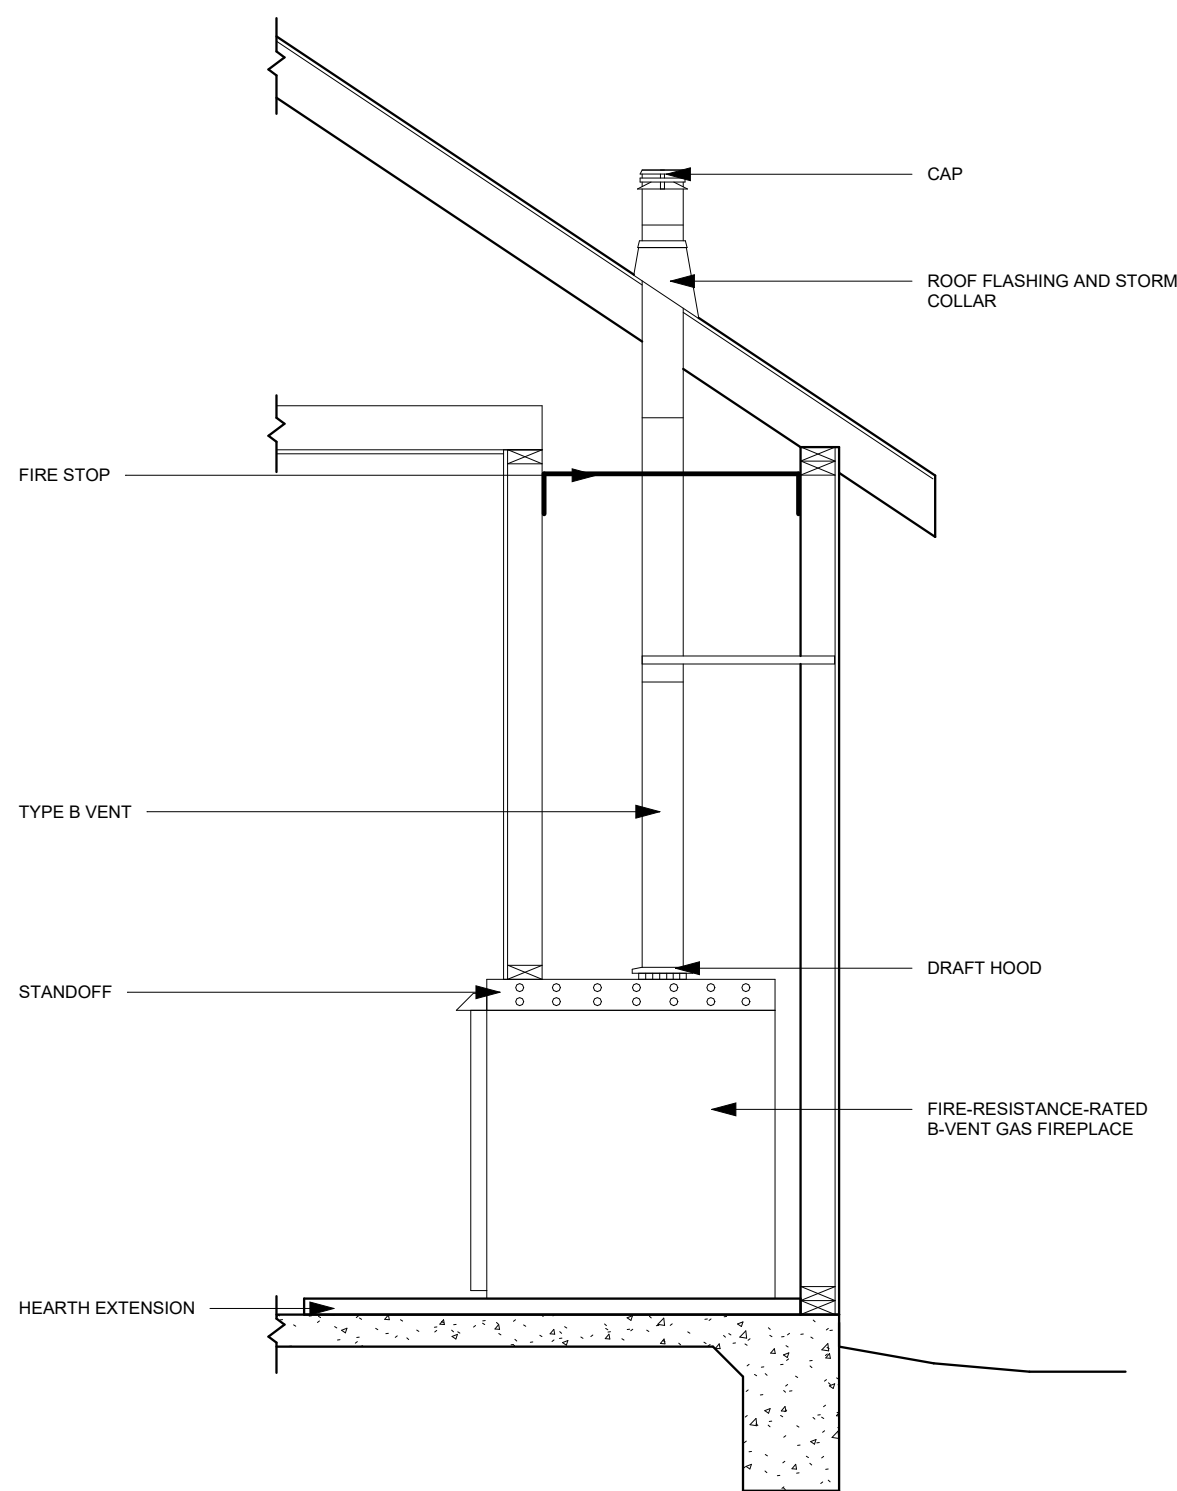 CAP
ROOF FLASHING AND STORM
COLLAR
FIRE STOP
TYPE B VENT
DRAFT HOOD
STANDOFF
FIRE-RESISTANCE-RATED
B-VENT GAS FIREPLACE
HEARTH EXTENSION